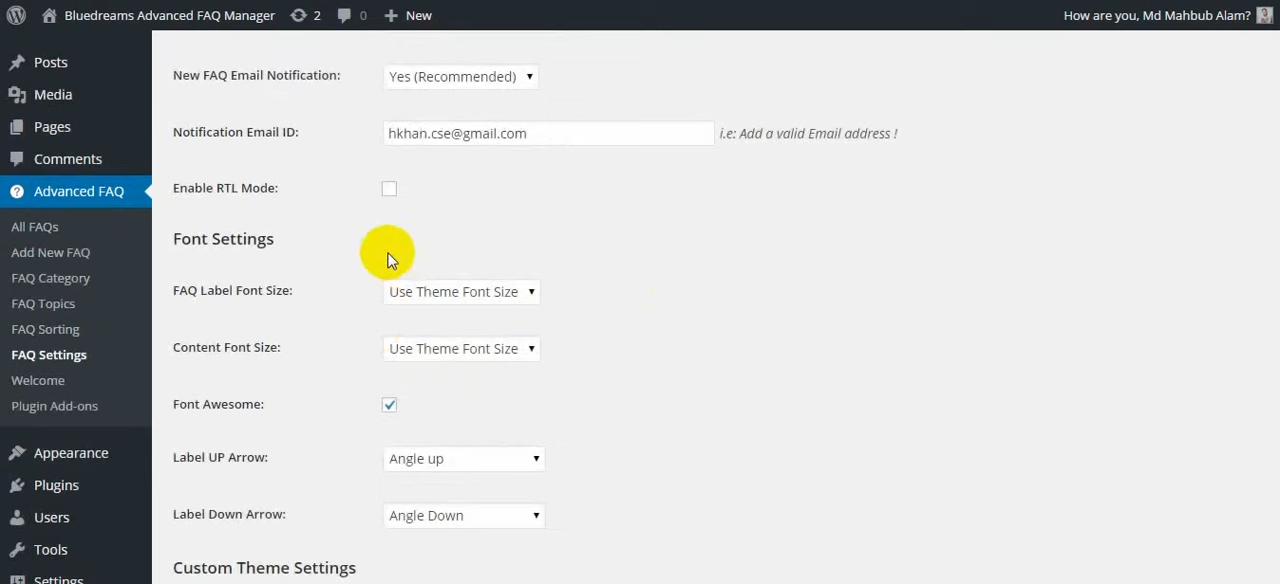 Bluedreams Advanced FAQ Manager 2 0 New How are you, Md Mahbub Alam?
Posts
Media
Pages
Comments
Advanced FAQ
All FAQs
Add New FAQ
FAQ Category
FAQ Topics
FAQ Sorting
FAQ Settings
Welcome
Plugin Add-ons
Appearance
Plugins
Users
Tools
Settings
New FAQ Email Notification: Yes (Recommended)
Notification Email ID: hkhan.cse@gmail.com i.e: Add a valid Email address !
Enable RTL Mode:
Font Settings
FAQ Label Font Size: Use Theme Font Size
Content Font Size: Use Theme Font Size
Font Awesome:
Label UP Arrow: Angle up
Label Down Arrow: Angle Down
Custom Theme Settings